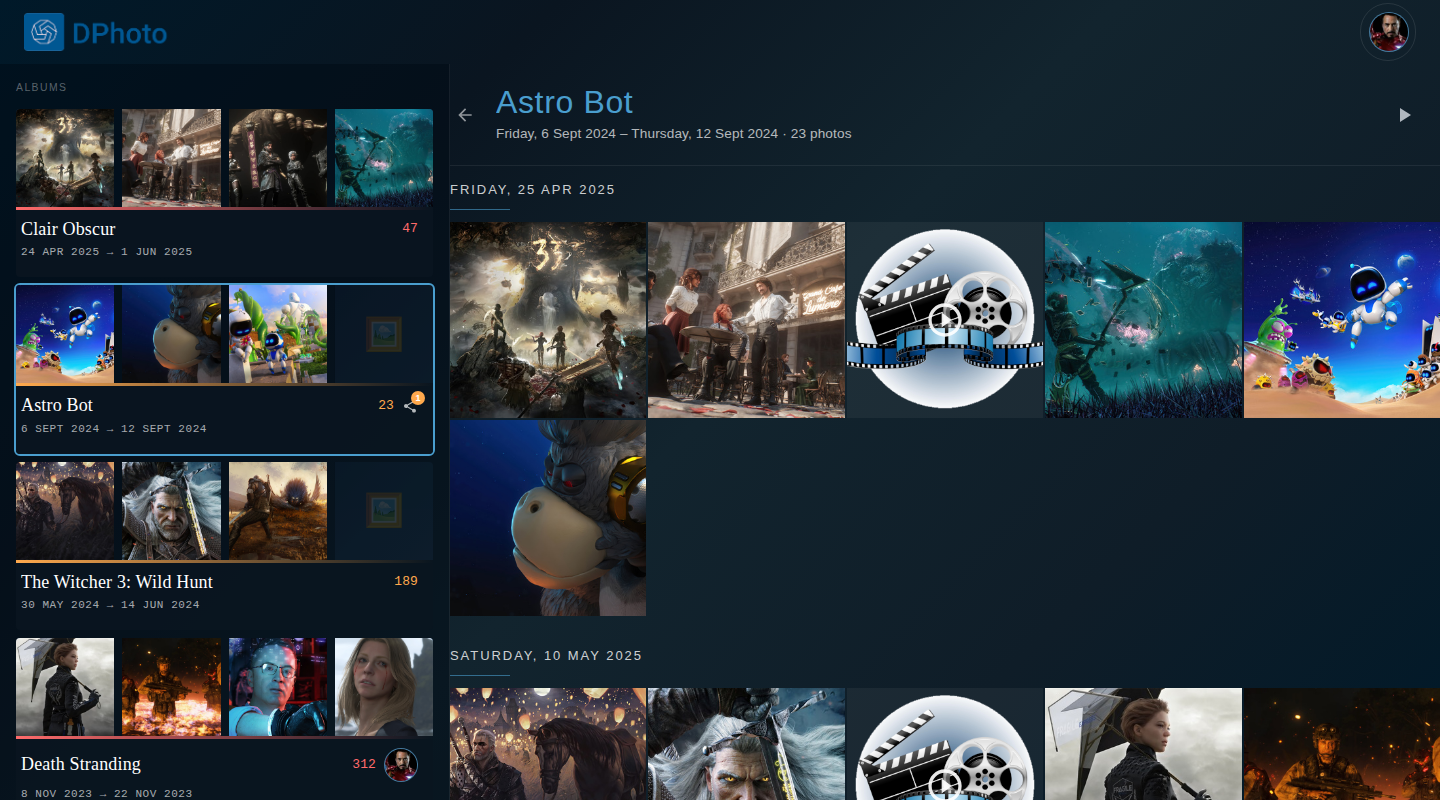 DPhoto
ALBUMS
Clair Obscur
47
24 APR 2025 → 1 JUN 2025
Astro Bot
23
1
6 SEPT 2024 → 12 SEPT 2024
The Witcher 3: Wild Hunt
189
30 MAY 2024 → 14 JUN 2024
Death Stranding
312
8 NOV 2023 → 22 NOV 2023
Astro Bot
Friday, 6 Sept 2024 – Thursday, 12 Sept 2024 · 23 photos
FRIDAY, 25 APR 2025
33
Lumière
SATURDAY, 10 MAY 2025